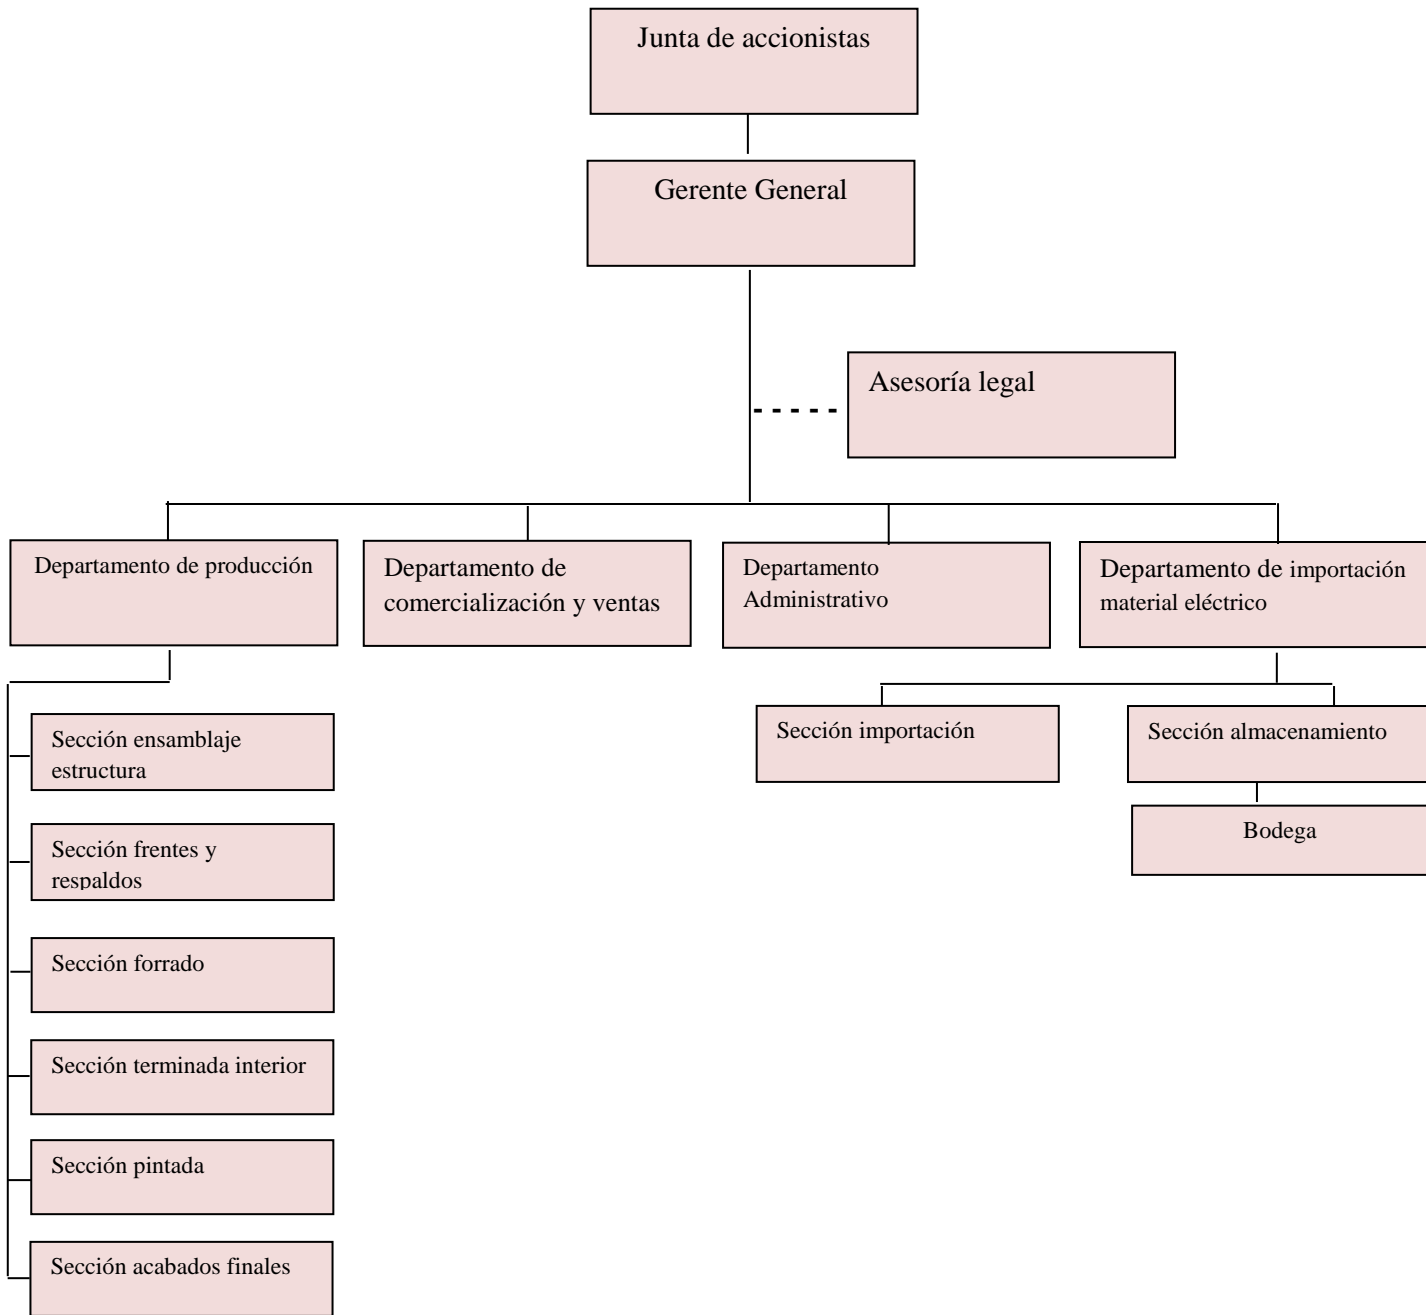 Junta de accionistas
Gerente General
Asesoría legal
Departamento de producción
Departamento de
comercialización y ventas
Departamento
Administrativo
Departamento de importación
material eléctrico
Sección ensamblaje
estructura
Sección importación
Sección almacenamiento
Bodega
Sección frentes y
respaldos
Sección forrado
Sección terminada interior
Sección pintada
Sección acabados finales